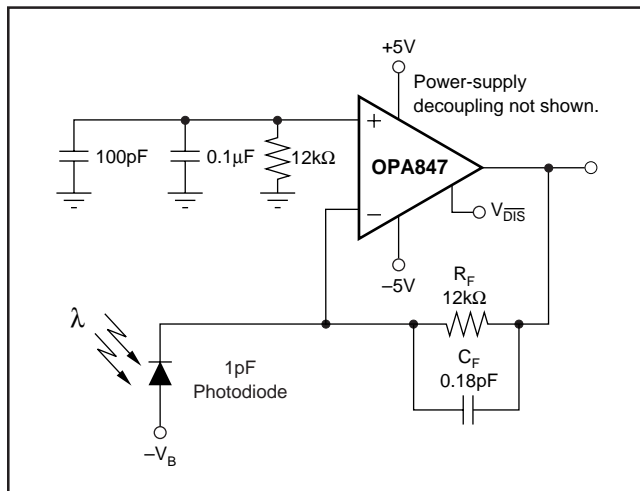 +5V
Power-supply
decoupling not shown.
+
100pF
0.1µF
12kΩ
OPA847
−
V_DIS
−5V
R_F
12kΩ
λ
C_F
0.18pF
1pF
Photodiode
−V_B